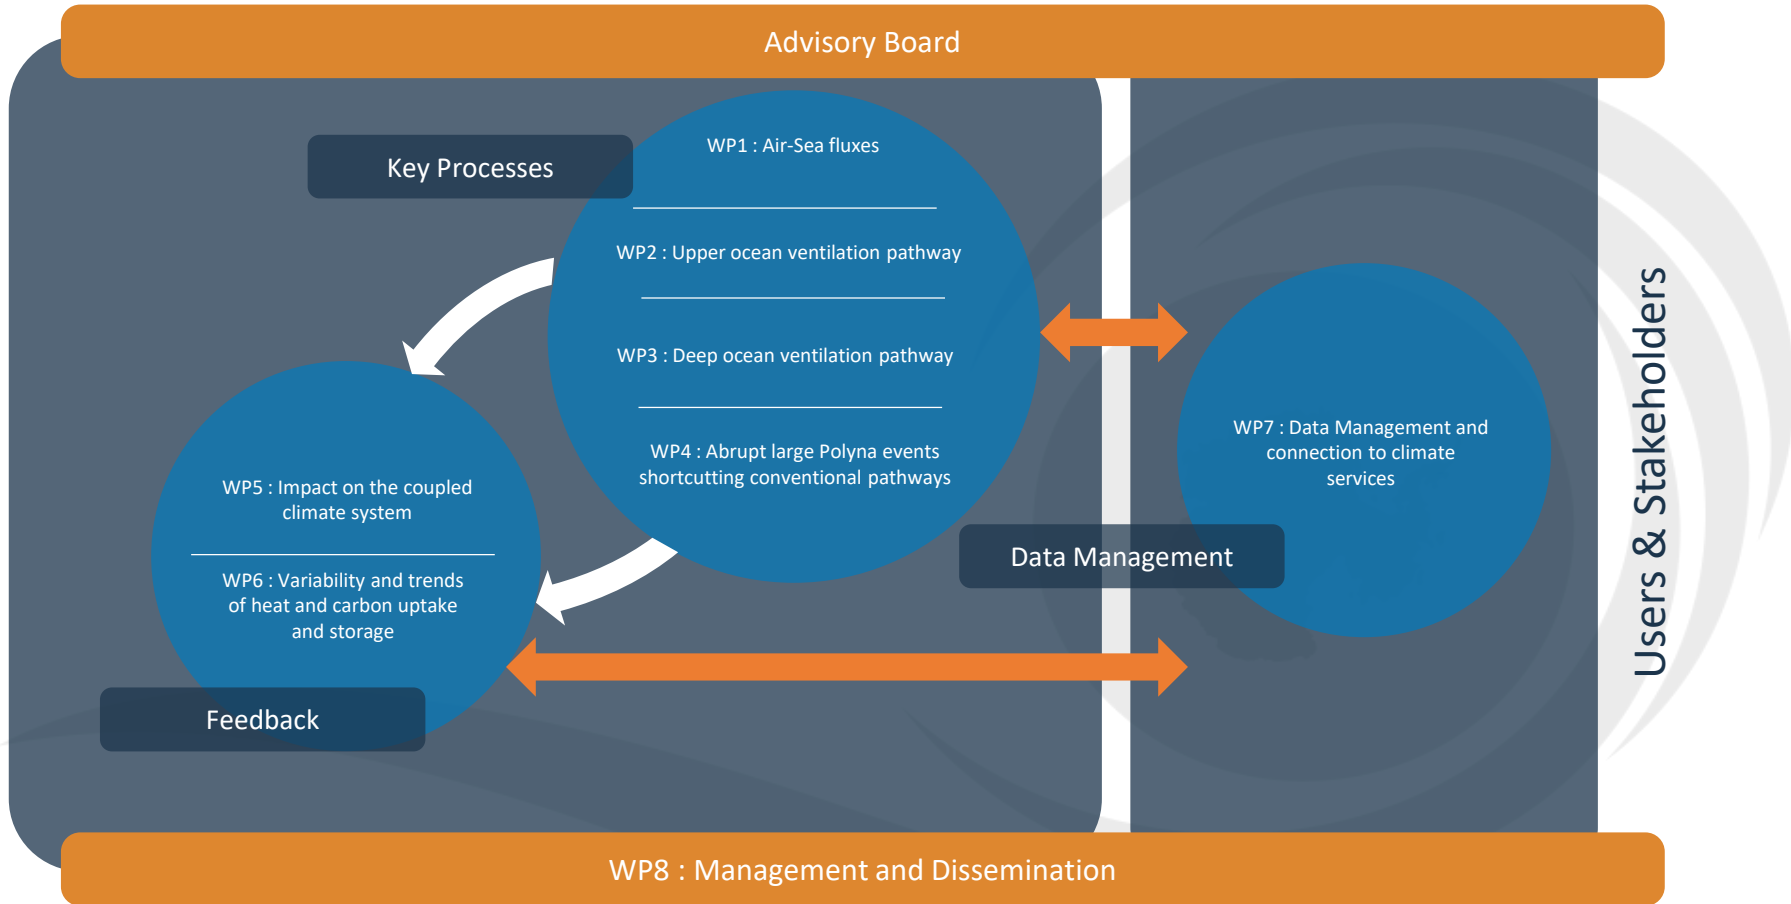 Advisory Board
Key Processes
WP1 : Air-Sea fluxes
WP2 : Upper ocean ventilation pathway
WP3 : Deep ocean ventilation pathway
WP4 : Abrupt large Polyna events
shortcutting conventional pathways
WP5 : Impact on the coupled
climate system
WP6 : Variability and trends
of heat and carbon uptake
and storage
Feedback
WP7 : Data Management and
connection to climate
services
Data Management
Users & Stakeholders
WP8 : Management and Dissemination